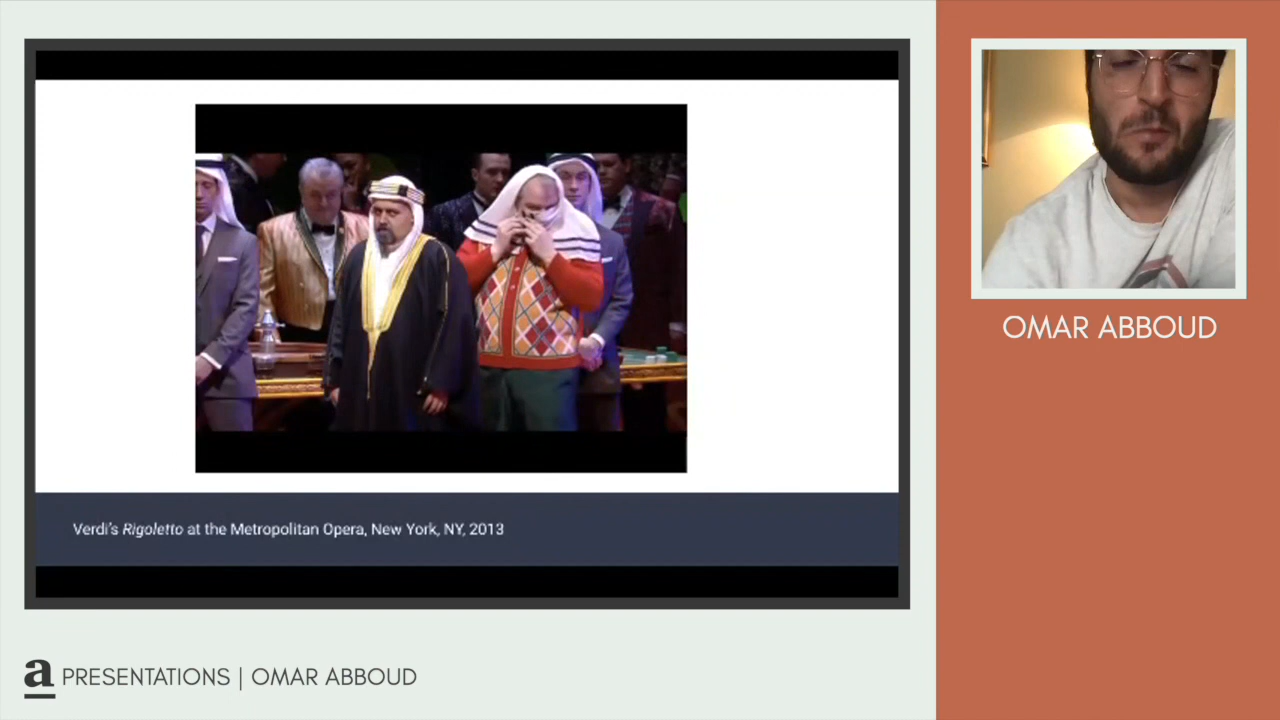 OMAR ABBOUD
Verdi's Rigoletto at the Metropolitan Opera, New York, NY, 2013
a PRESENTATIONS | OMAR ABBOUD